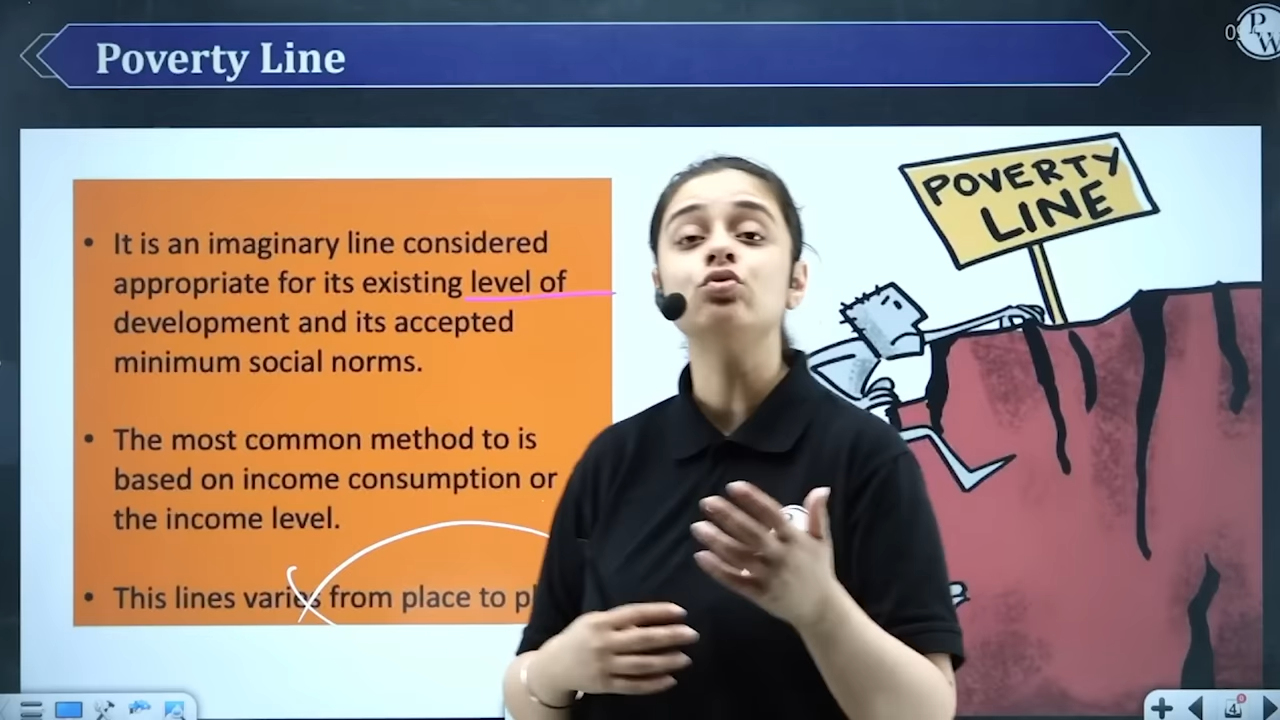 Poverty Line
PW
• It is an imaginary line considered
appropriate for its existing level of
development and its accepted
minimum social norms.
• The most common method to is
based on income consumption or
the income level.
• This lines varies from place to
POVERTY
LINE
4